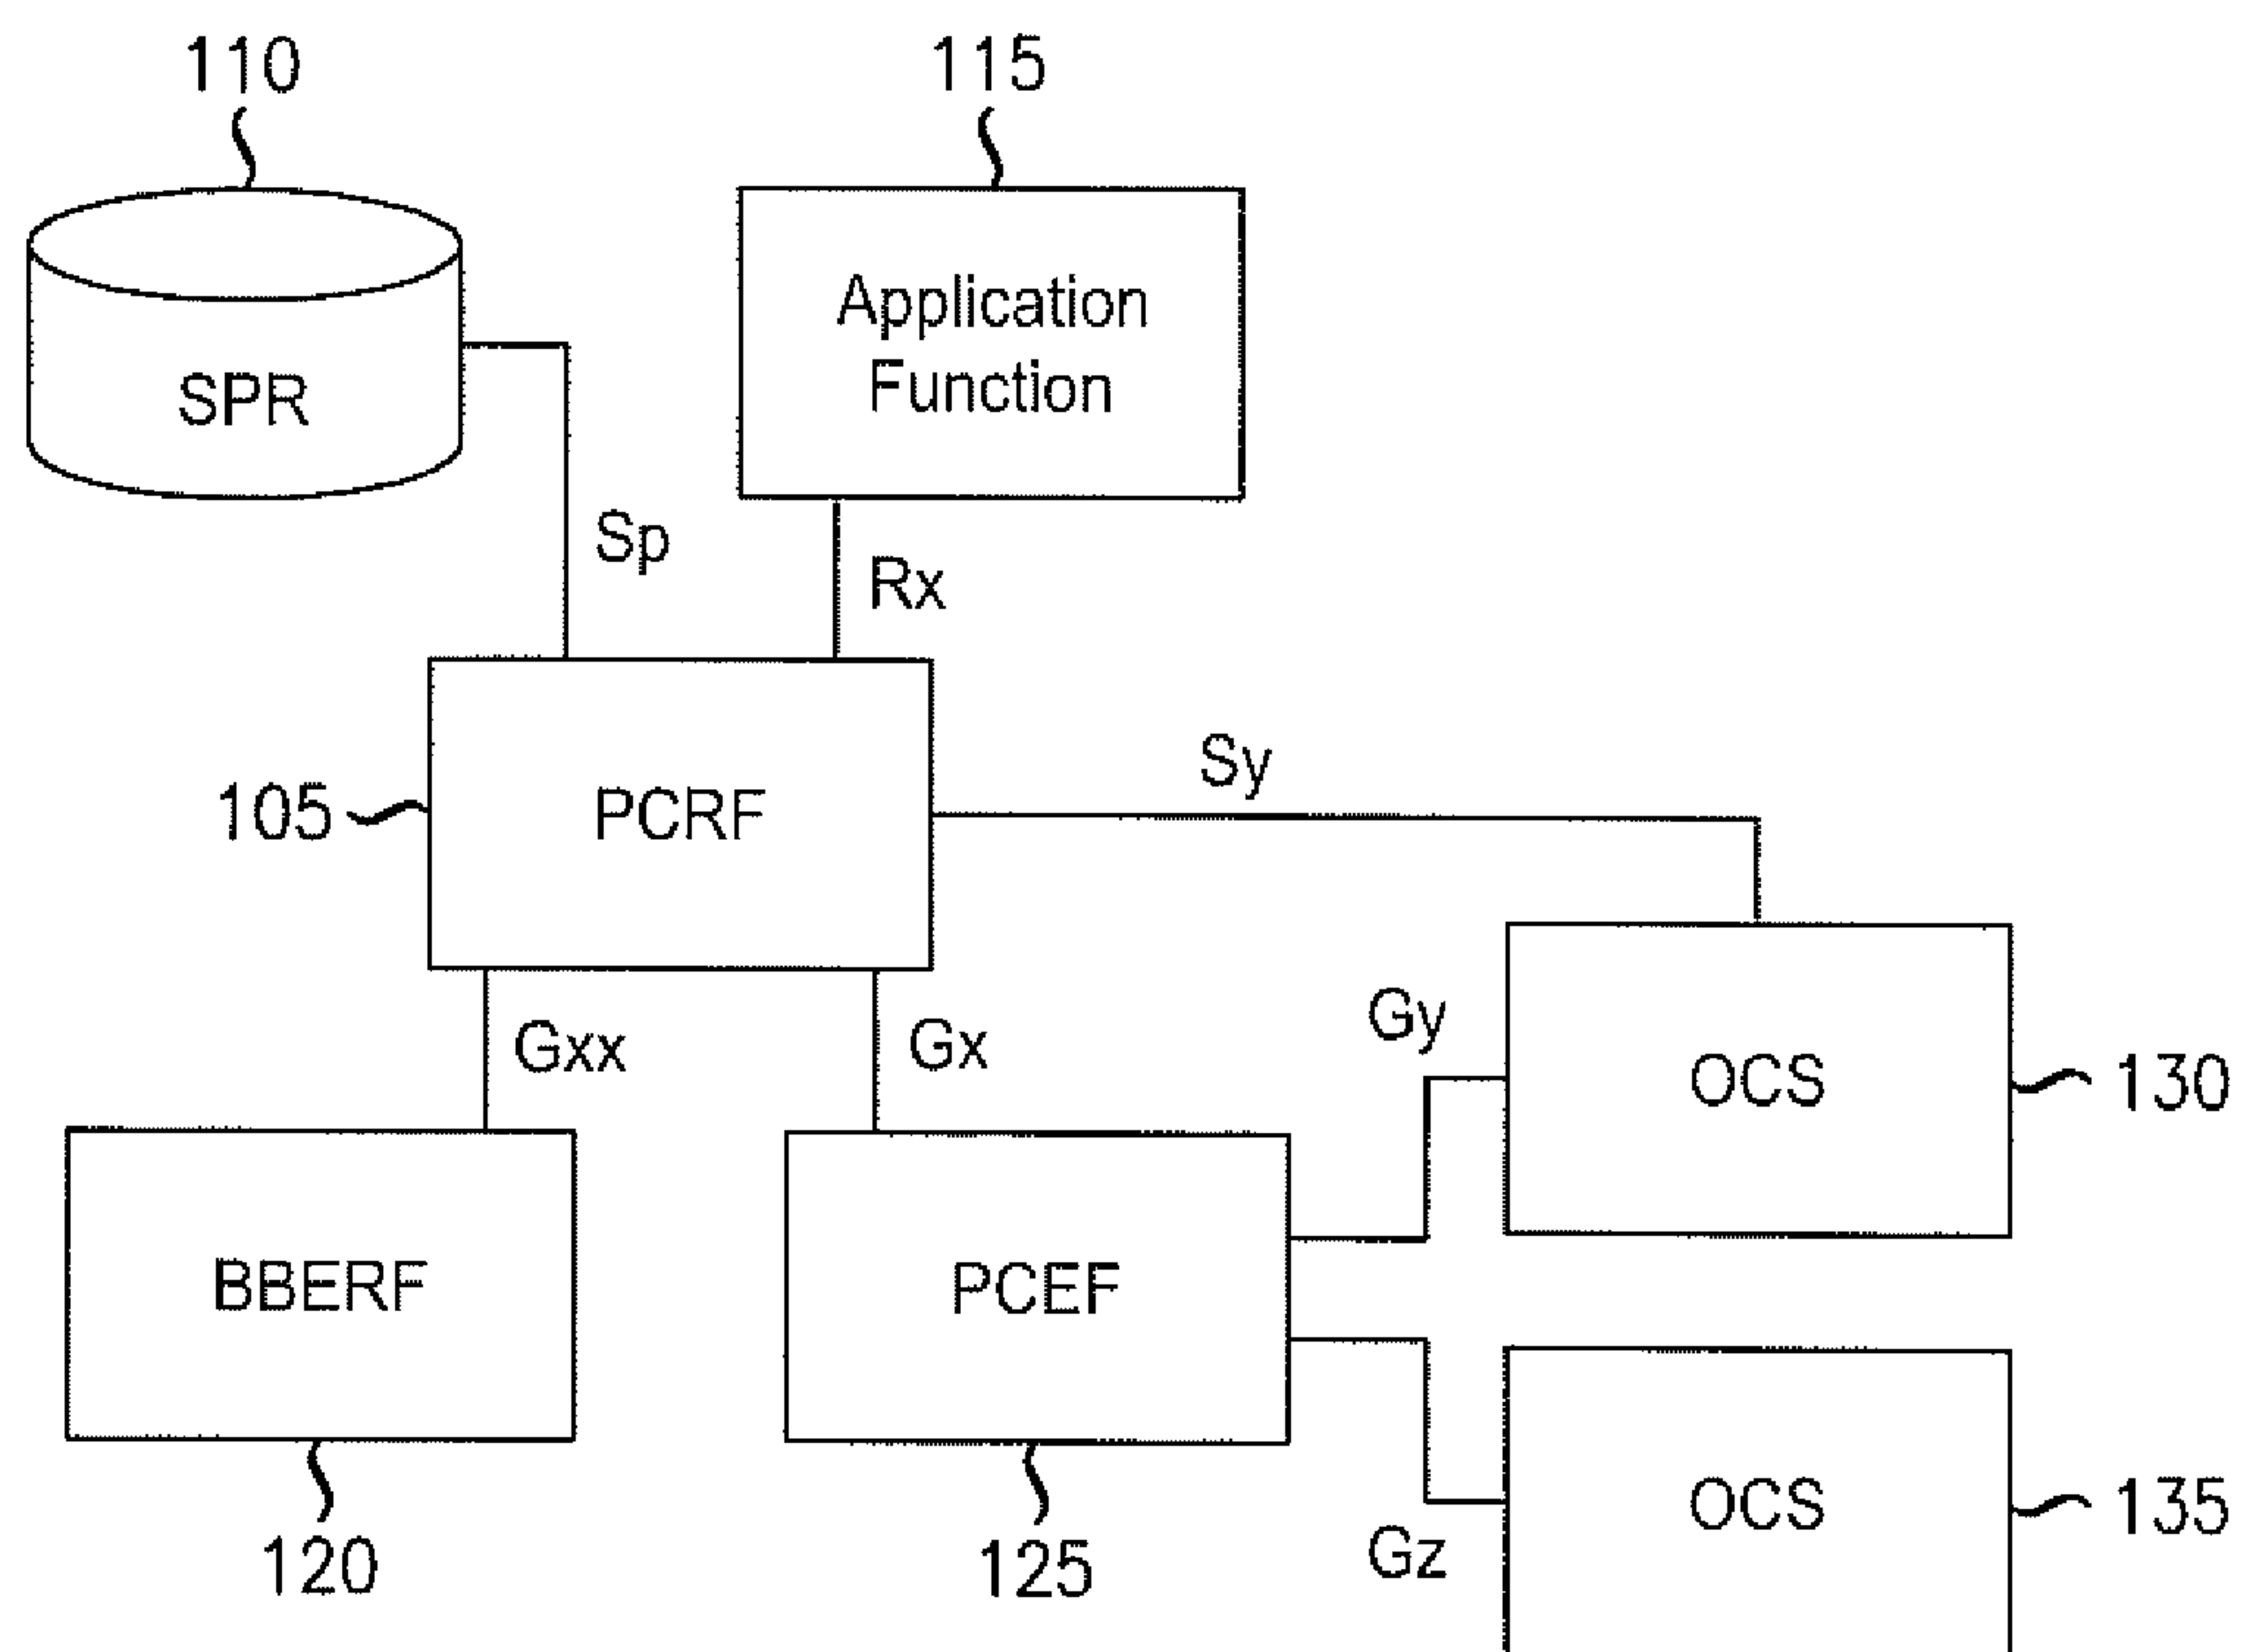 110
115
SPR
Application
Function
Sp
Rx
105
PCRF
Sy
Gxx
Gx
Gy
OCS
130
BBERF
PCEF
OCS
135
Gz
120
125